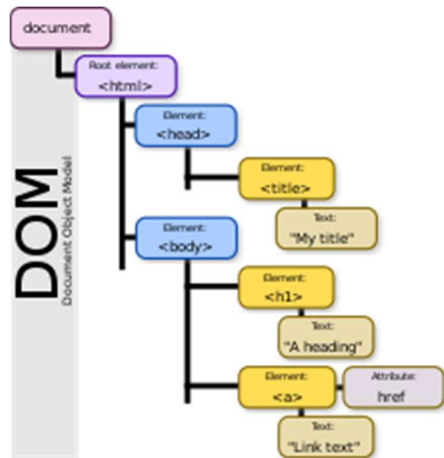 document
Root element:
<html>
Element:
<head>
Element:
<title>
Text:
"My title"
Element:
<body>
Element:
<h1>
Text:
"A heading"
Element:
<a>
Attribute:
href
Text:
"Link text"
DOM
Document Object Model